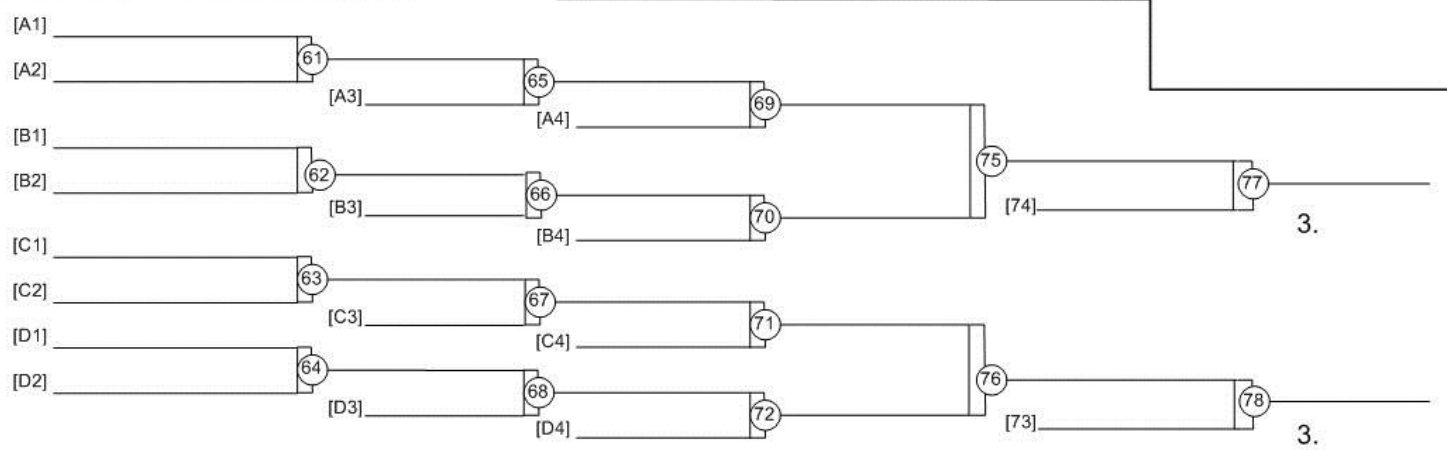 [A1]
61
[A2]
65
[A3]
69
[A4]
[B1]
75
62
[B2]
77
66
[B3]
[74]
70
[B4]
3.
[C1]
63
[C2]
67
[C3]
71
[C4]
[D1]
64
[D2]
76
68
78
[D3]
72
[73]
[D4]
3.